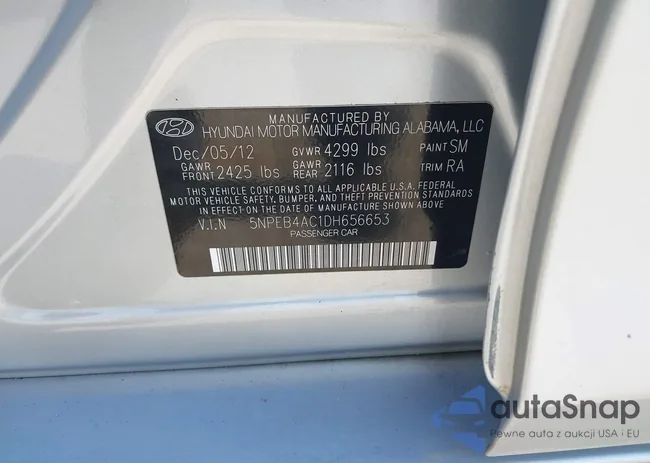 MANUFACTURED BY
HYUNDAI MOTOR MANUFACTURING ALABAMA, LLC
Dec/05/12 GVWR 4299 lbs PAINT SM
GAWR FRONT 2425 lbs GAWR REAR 2116 lbs TRIM RA
THIS VEHICLE CONFORMS TO ALL APPLICABLE U.S.A. FEDERAL
MOTOR VEHICLE SAFETY, BUMPER, AND THEFT PREVENTION STANDARDS
IN EFFECT ON THE DATE OF MANUFACTURE SHOWN ABOVE
V.I.N 5NPEB4AC1DH656653
PASSENGER CAR
autaSnap
Pewne auta z aukcji USA i EU